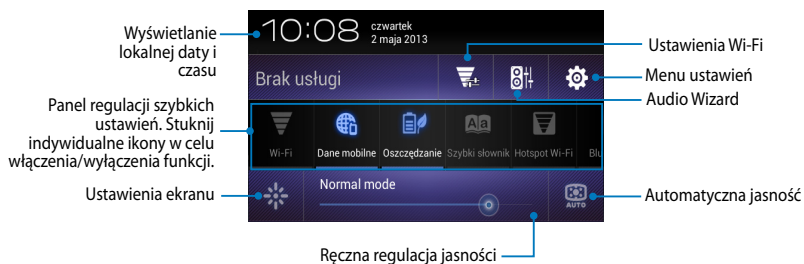 Wyświetlanie
lokalnej daty i
czasu
10:08
czwartek
2 maja 2013
Ustawienia Wi-Fi
Brak usługi
Menu ustawień
Audio Wizard
Panel regulacji szybkich
ustawień. Stuknij
indywidualne ikony w celu
włączenia/wyłączenia funkcji.
Aa
Wi-Fi
Dane mobilne
Oszczędzanie
Szybki słownik
Hotspot Wi-Fi
Blu
Ustawienia ekranu
Normal mode
AUTO
Automatyczna jasność
Ręczna regulacja jasności